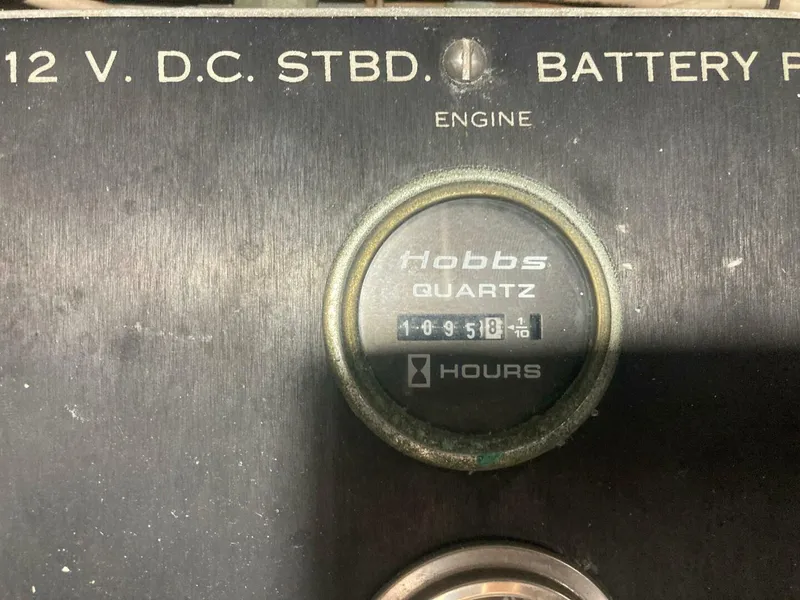 12 V. D.C. STBD. BATTERY
ENGINE
Hobbs
QUARTZ
1095 8 1/10
HOURS